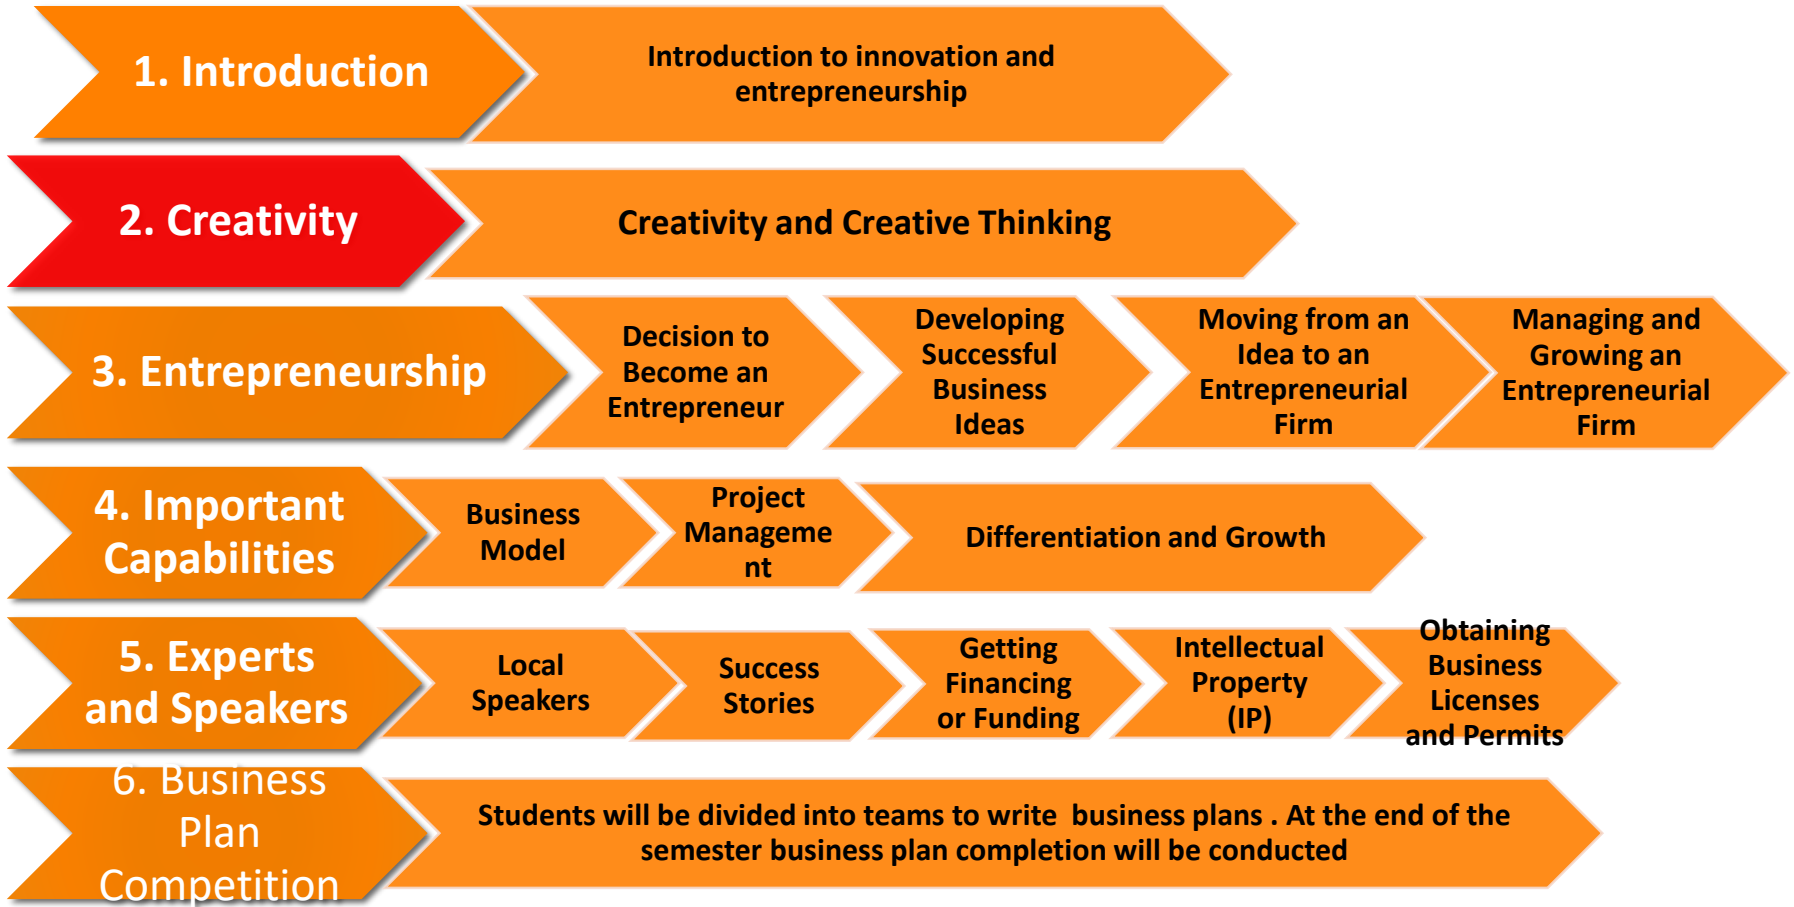 1. Introduction
Introduction to innovation and
entrepreneurship
2. Creativity
Creativity and Creative Thinking
3. Entrepreneurship
Decision to
Become an
Entrepreneur
Developing
Successful
Business
Ideas
Moving from an
Idea to an
Entrepreneurial
Firm
Managing and
Growing an
Entrepreneurial
Firm
4. Important
Capabilities
Business
Model
Project
Manageme
nt
Differentiation and Growth
5. Experts
and Speakers
Local
Speakers
Success
Stories
Getting
Financing
or Funding
Intellectual
Property
(IP)
Obtaining
Business
Licenses
and Permits
6. Business
Plan
Competition
Students will be divided into teams to write  business plans . At the end of the
semester business plan completion will be conducted